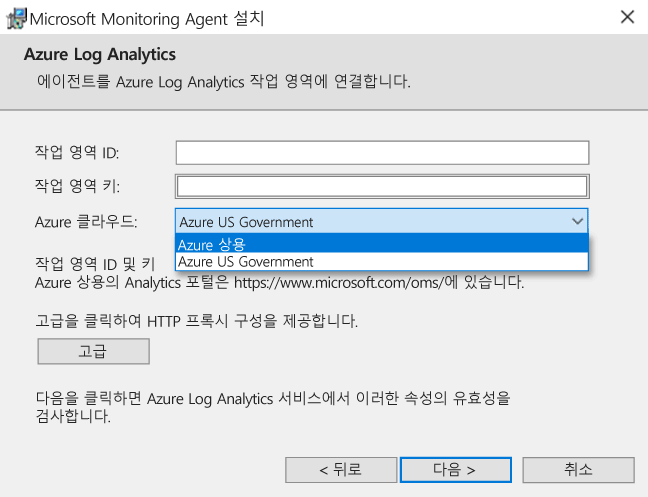 Microsoft Monitoring Agent 설치
Azure Log Analytics
에이전트를 Azure Log Analytics 작업 영역에 연결합니다.
작업 영역 ID:
작업 영역 키:
Azure 클라우드:
Azure US Government
Azure 상용
Azure US Government
작업 영역 ID 및 키
Azure 상용의 Analytics 포털은 https://www.microsoft.com/oms/에 있습니다.
고급을 클릭하여 HTTP 프록시 구성을 제공합니다.
고급
다음을 클릭하면 Azure Log Analytics 서비스에서 이러한 속성의 유효성을
검사합니다.
< 뒤로
다음 >
취소